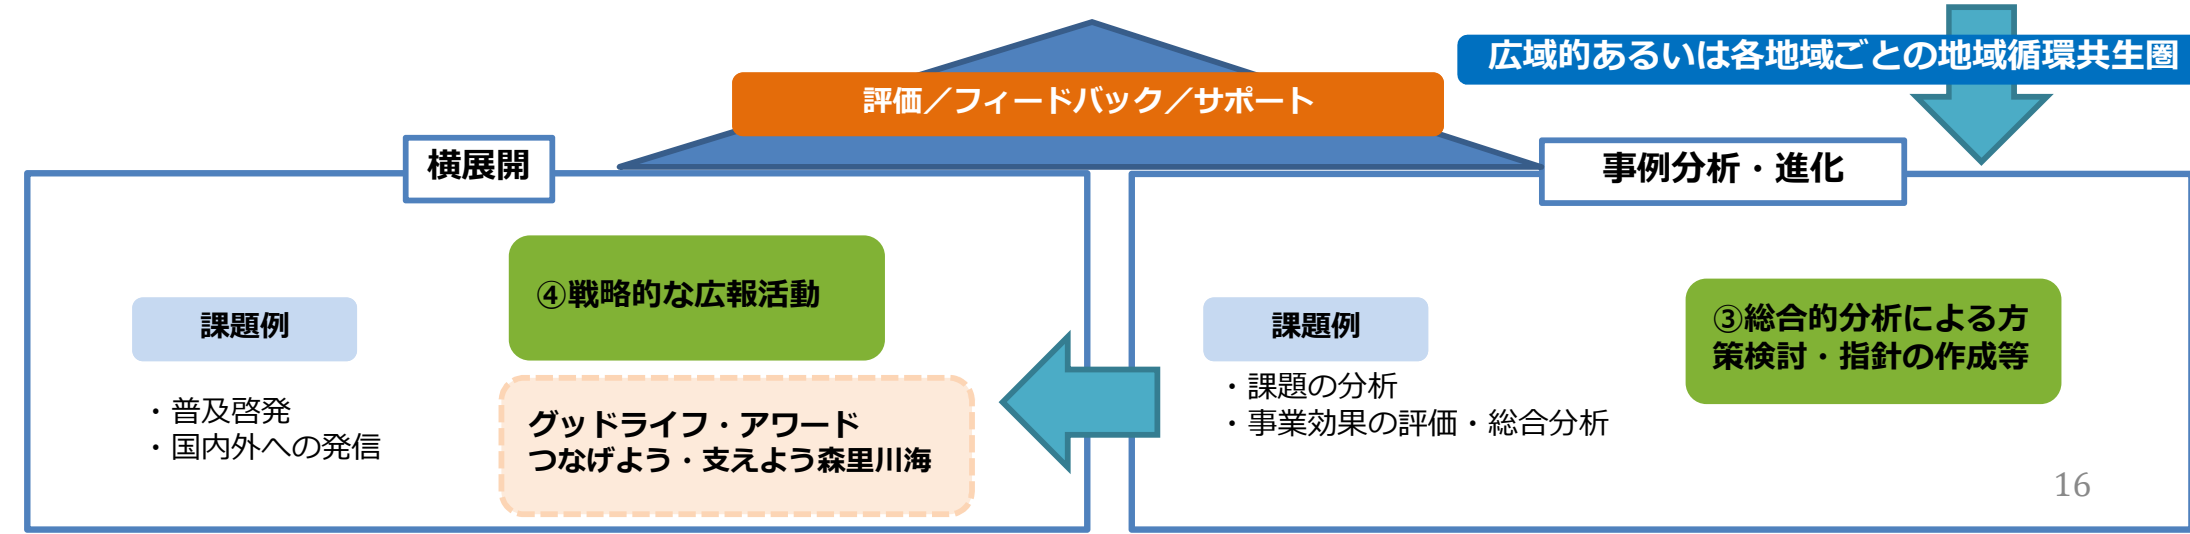 広域的あるいは各地域ごとの地域循環共生圏
評価／フィードバック／サポート
横展開
④戦略的な広報活動
課題例
・普及啓発
・国内外への発信
グッドライフ・アワード
つなげよう・支えよう森里川海
事例分析・進化
課題例
・課題の分析
・事業効果の評価・総合分析
③総合的分析による方
策検討・指針の作成等
16